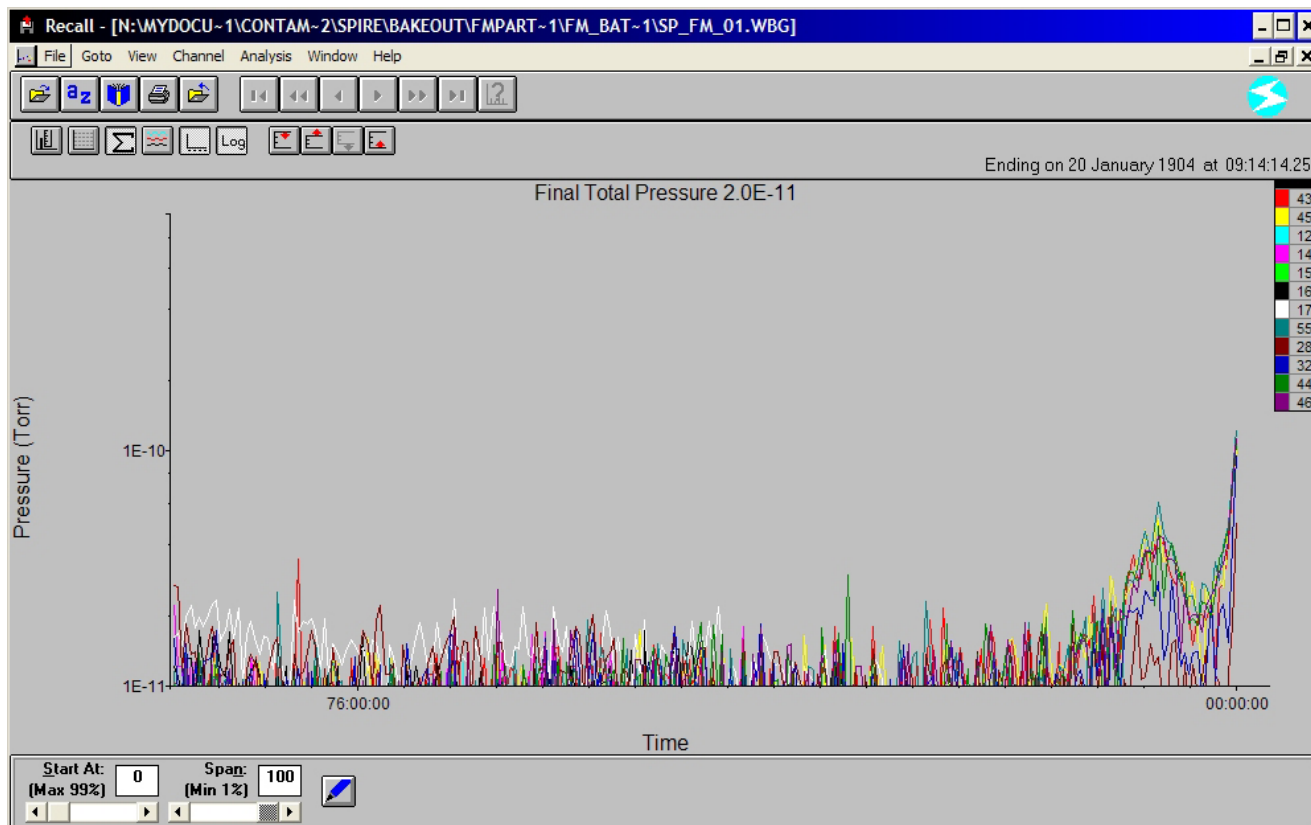 Recall - [N:\MYDOCU~1\CONTAM~2\SPIRE\BAKEOUT\FMPART~1\FM_BAT~1\SP_FM_01.WBG]
File Goto View Channel Analysis Window Help
a z
Log
Ending on 20 January 1904 at 09:14:14.25
Final Total Pressure 2.0E-11
43
45
12
14
15
16
17
55
28
32
44
46
Pressure (Torr)
1E-10
1E-11
76:00:00 00:00:00
Time
Start At: 0 Span: 100
(Max 99%) (Min 1%)